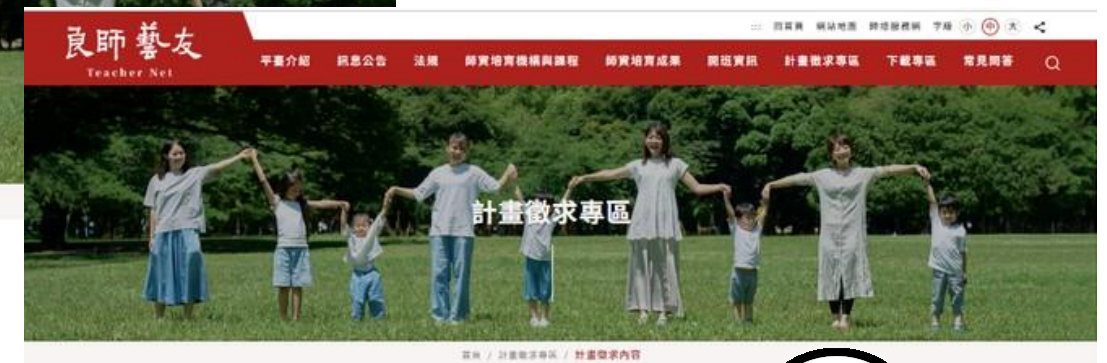 ::: 回首頁 網站地圖 師培服務網 字級 小 中 大
良師藝友
Teacher Net
平臺介紹 訊息公告 法規 師資培育機構與課程 師資培育成果 開班資訊 計畫徵求專區 下載專區 常見問答
計畫徵求專區
首頁 / 計畫徵求專區 / 計畫徵求內容